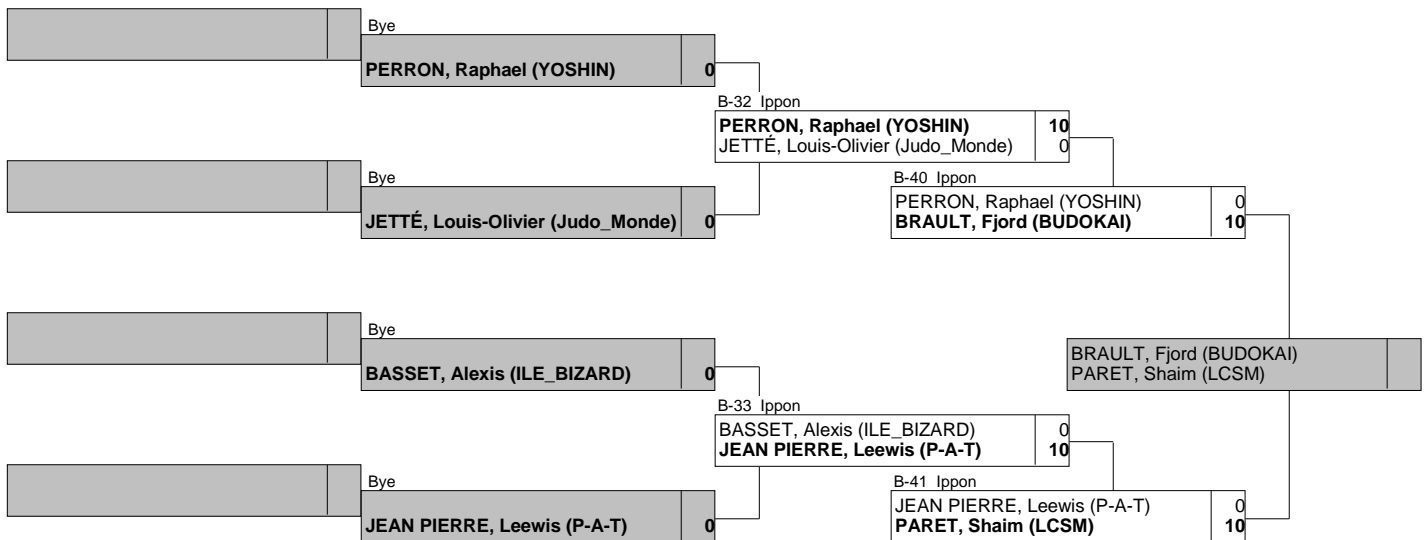 Bye
PERRON, Raphael (YOSHIN) 0
B-32 Ippon
PERRON, Raphael (YOSHIN) 10
JETTÉ, Louis-Olivier (Judo_Monde) 0
Bye
JETTÉ, Louis-Olivier (Judo_Monde) 0
B-40 Ippon
PERRON, Raphael (YOSHIN) 0
BRAULT, Fjord (BUDOKAI) 10
Bye
BASSET, Alexis (ILE_BIZARD) 0
BRAULT, Fjord (BUDOKAI)
PARET, Shaim (LCSM)
B-33 Ippon
BASSET, Alexis (ILE_BIZARD) 0
JEAN PIERRE, Leewis (P-A-T) 10
Bye
JEAN PIERRE, Leewis (P-A-T) 0
B-41 Ippon
JEAN PIERRE, Leewis (P-A-T) 0
PARET, Shaim (LCSM) 10